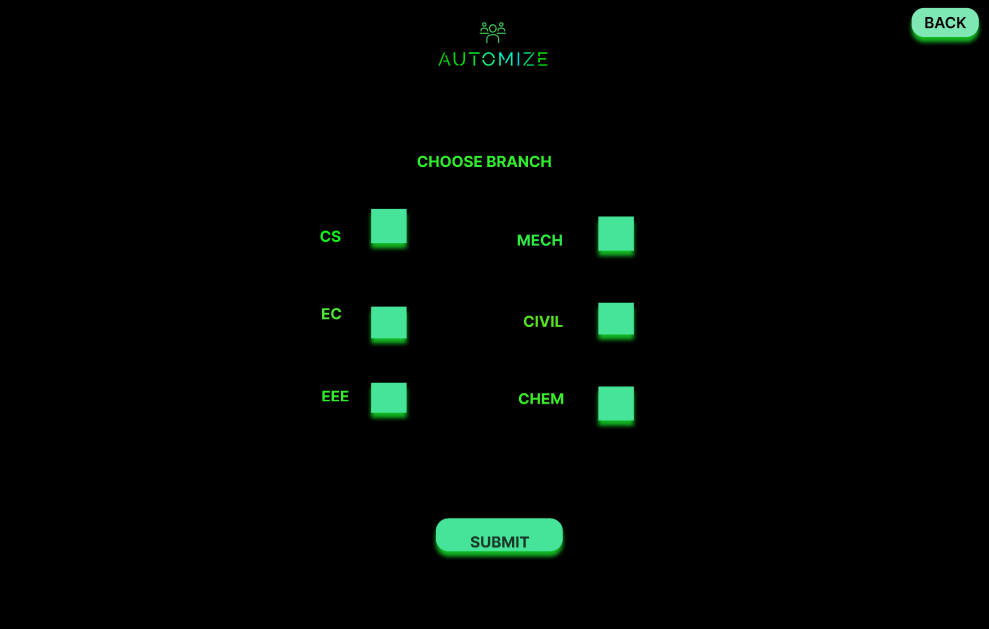 BACK
AUTOMIZE
CHOOSE BRANCH
CS
MECH
EC
CIVIL
EEE
CHEM
SUBMIT